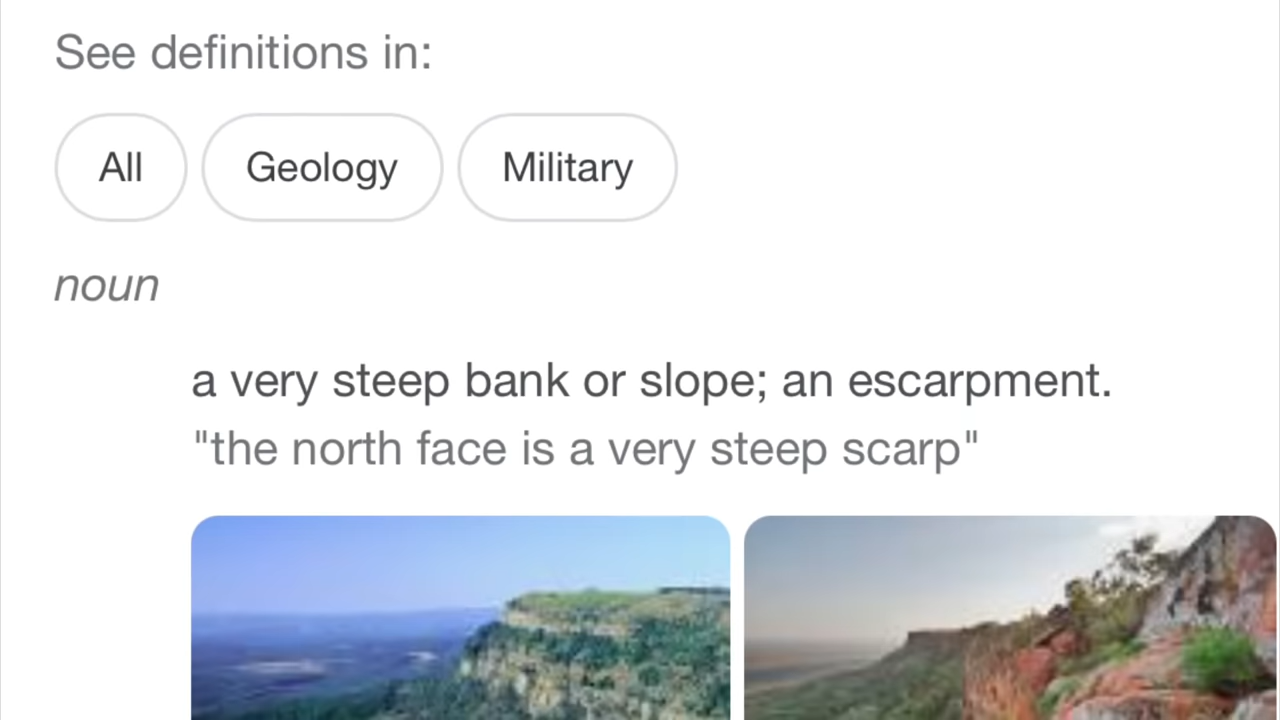 See definitions in:
All Geology Military
noun
a very steep bank or slope; an escarpment.
"the north face is a very steep scarp"